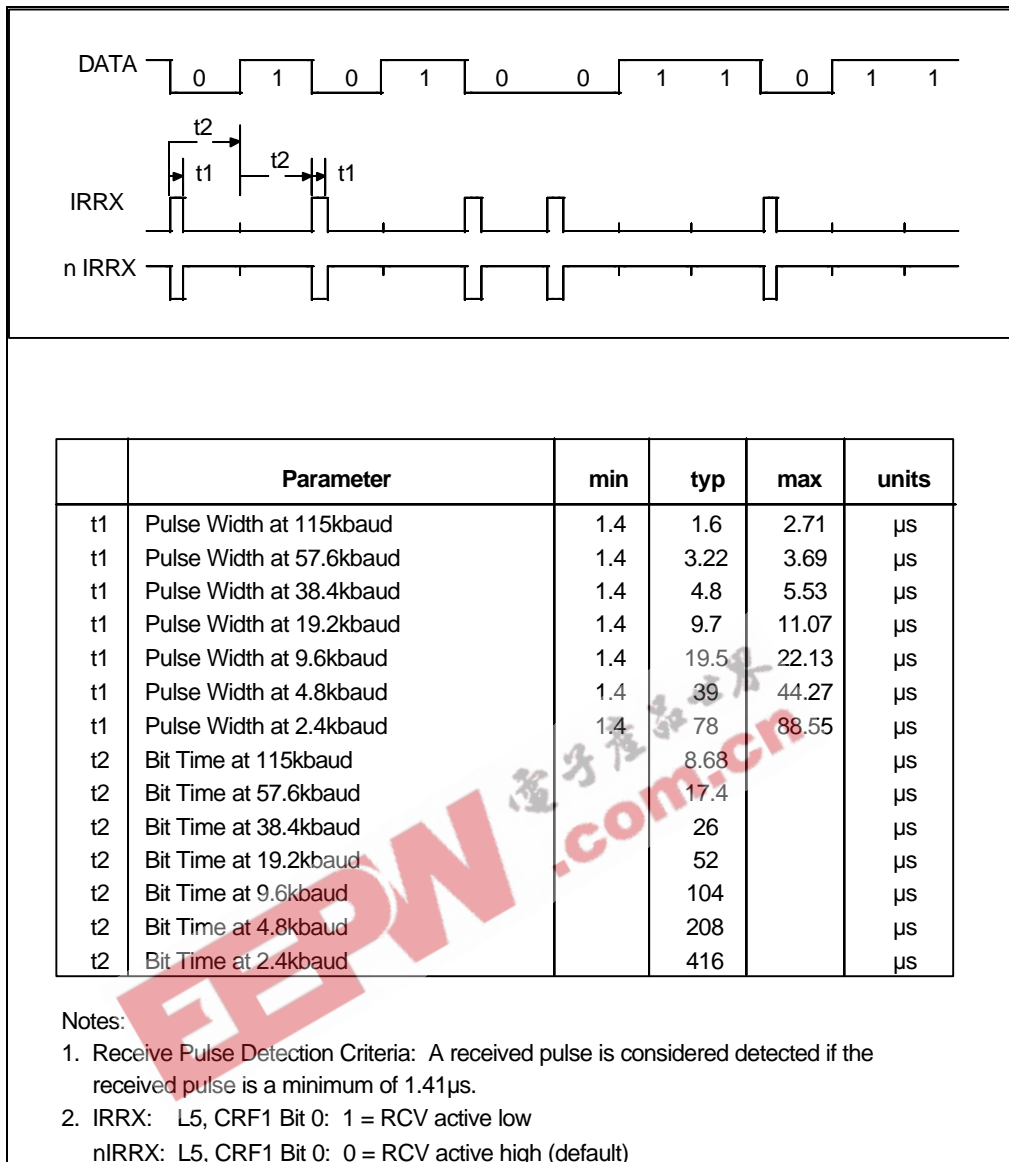 DATA 0 1 0 1 0 0 1 1 0 1 1
t2
t1 t2 t1
IRRX
n IRRX
Parameter min typ max units
t1 Pulse Width at 115kbaud 1.4 1.6 2.71 µs
t1 Pulse Width at 57.6kbaud 1.4 3.22 3.69 µs
t1 Pulse Width at 38.4kbaud 1.4 4.8 5.53 µs
t1 Pulse Width at 19.2kbaud 1.4 9.7 11.07 µs
t1 Pulse Width at 9.6kbaud 1.4 19.5 22.13 µs
t1 Pulse Width at 4.8kbaud 1.4 39 44.27 µs
t1 Pulse Width at 2.4kbaud 1.4 78 88.55 µs
t2 Bit Time at 115kbaud 8.68 µs
t2 Bit Time at 57.6kbaud 17.4 µs
t2 Bit Time at 38.4kbaud 26 µs
t2 Bit Time at 19.2kbaud 52 µs
t2 Bit Time at 9.6kbaud 104 µs
t2 Bit Time at 4.8kbaud 208 µs
t2 Bit Time at 2.4kbaud 416 µs
EEPW.com.cn
電子產品世界
Notes:
1. Receive Pulse Detection Criteria: A received pulse is considered detected if the
received pulse is a minimum of 1.41µs.
2. IRRX: L5, CRF1 Bit 0: 1 = RCV active low
nIRRX: L5, CRF1 Bit 0: 0 = RCV active high (default)